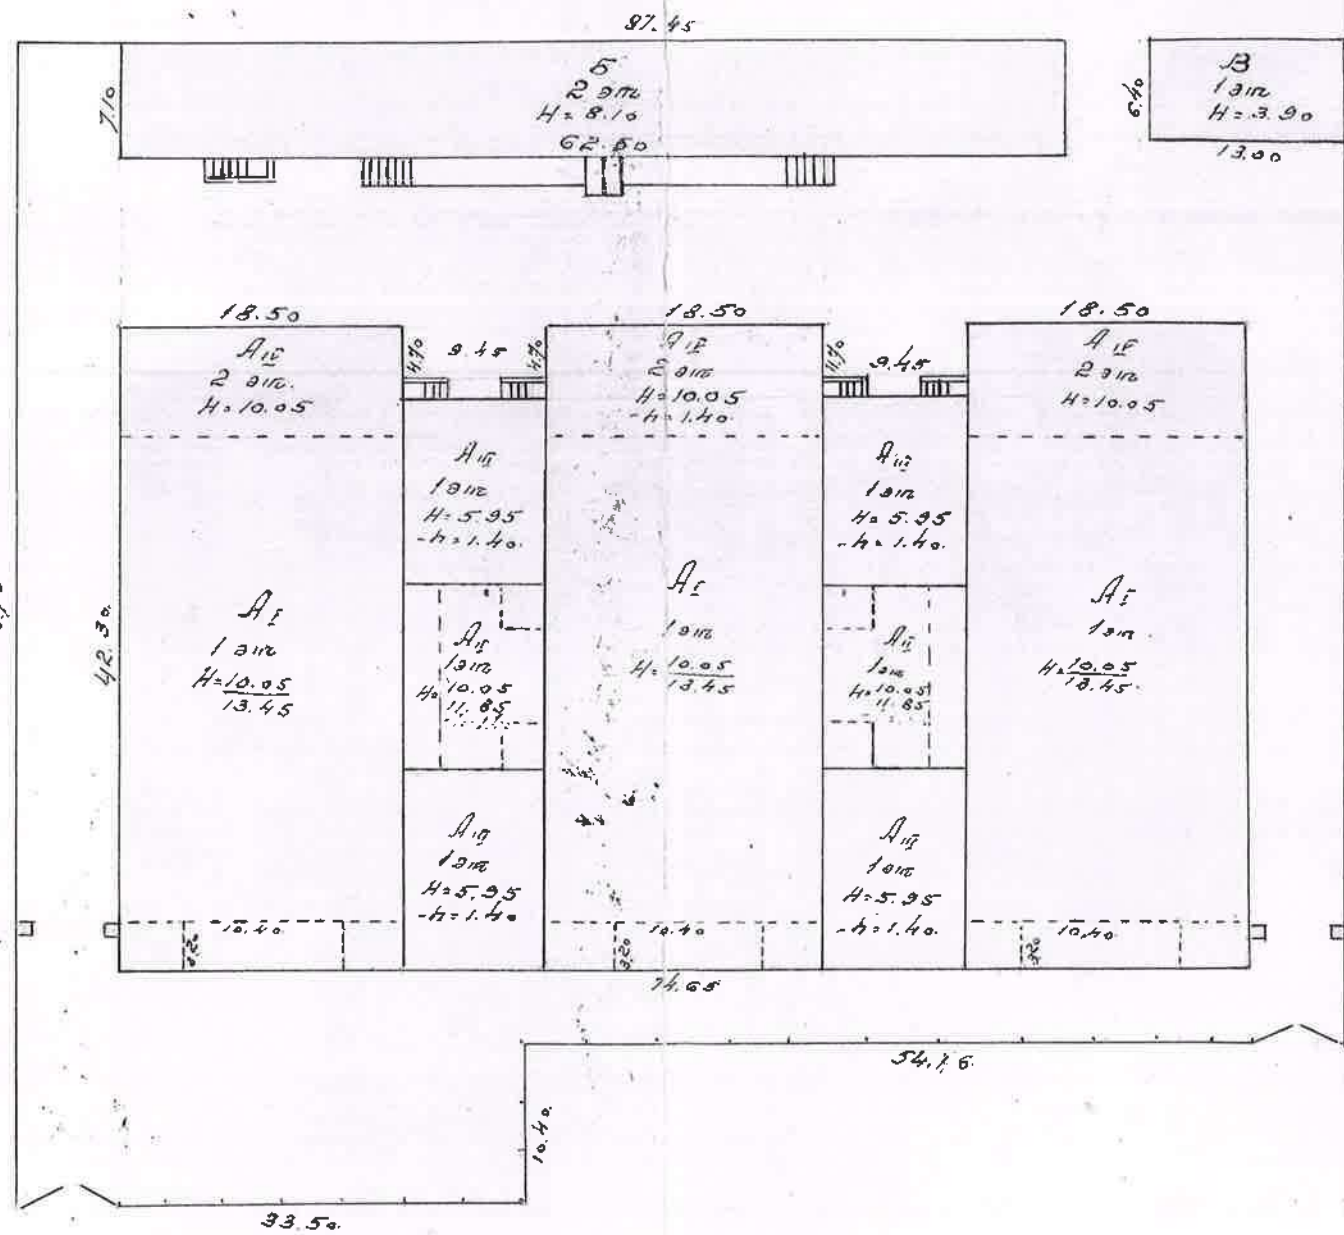 87.45
7.10
Б
2 эт
H=8.10
62.60
6.40
В
1 эт
H=3.90
13.00
18.50
А IV
2 эт.
H=10.05
4.70
9.45
4.70
18.50
А IV
2 эт
H=10.05
-h=1.40.
4.70
9.45
18.50
А IV
2 эт
H=10.05
А III
1 эт
H=5.95
-h=1.40.
А III
1 эт
H=5.95
-h=1.40.
42.30.
А I
1 эт
H=10.05
13.45
А II
1 эт
H=10.05
11.85
А I
1 эт
H=10.05
13.45
А II
1 эт
H=10.05
11.85
А I
1 эт.
H=10.05
13.45.
А III
1 эт
H=5.95
-h=1.40
А III
1 эт
H=5.95
-h=1.40.
10.40.
3.20
10.40
3.20
10.40.
3.20
74.65
54.16.
10.40.
33.50.